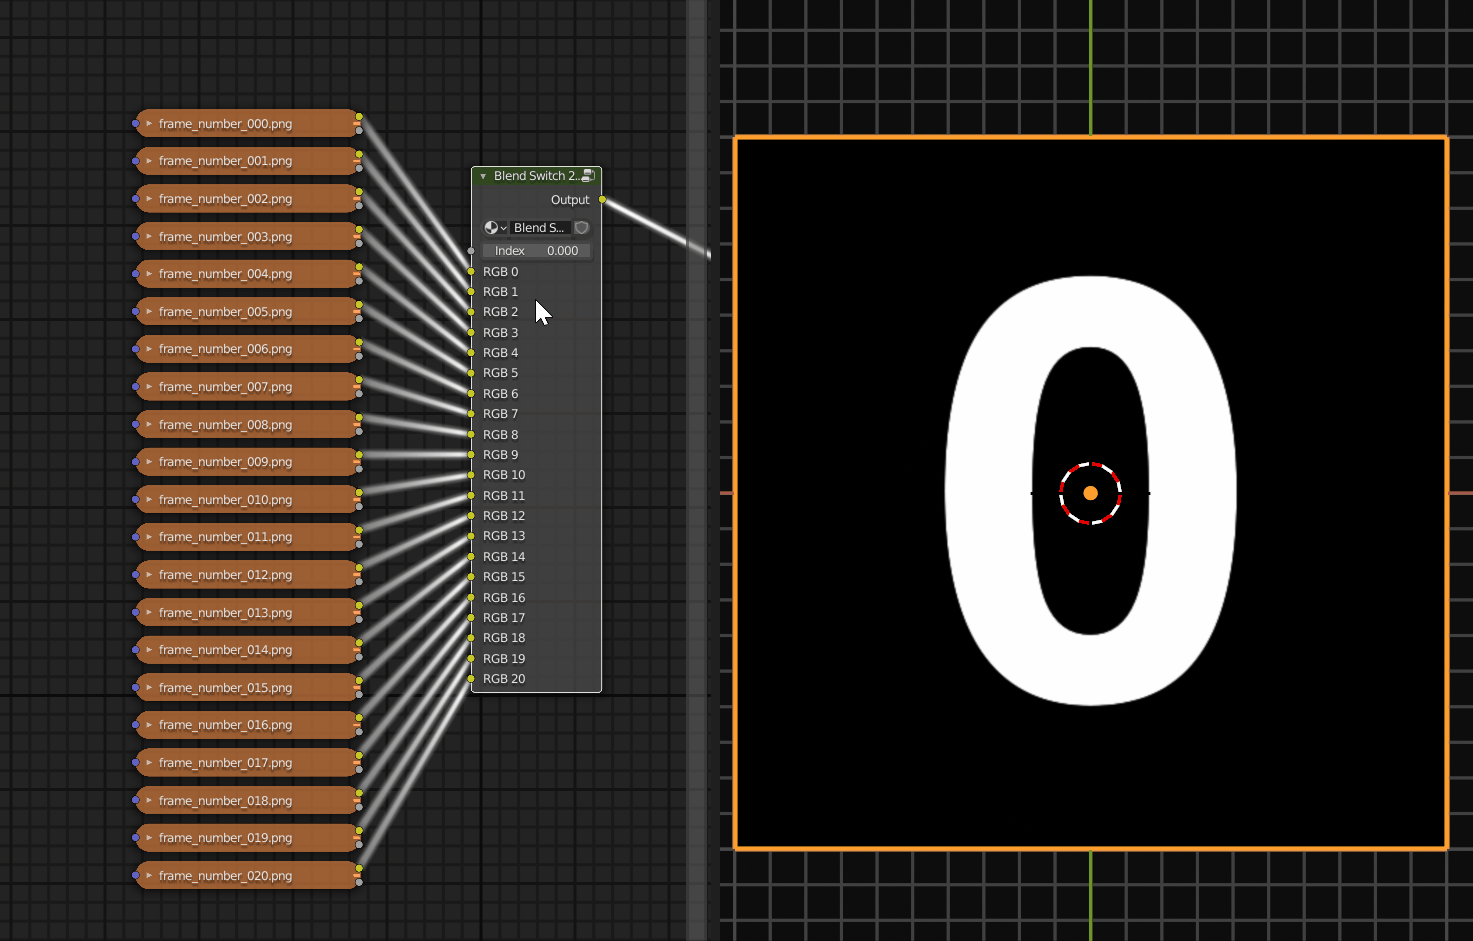 frame_number_000.png
frame_number_001.png
frame_number_002.png
frame_number_003.png
frame_number_004.png
frame_number_005.png
frame_number_006.png
frame_number_007.png
frame_number_008.png
frame_number_009.png
frame_number_010.png
frame_number_011.png
frame_number_012.png
frame_number_013.png
frame_number_014.png
frame_number_015.png
frame_number_016.png
frame_number_017.png
frame_number_018.png
frame_number_019.png
frame_number_020.png
Blend Switch 2...
Output
Blend S...
Index 0.000
RGB 0
RGB 1
RGB 2
RGB 3
RGB 4
RGB 5
RGB 6
RGB 7
RGB 8
RGB 9
RGB 10
RGB 11
RGB 12
RGB 13
RGB 14
RGB 15
RGB 16
RGB 17
RGB 18
RGB 19
RGB 20
0